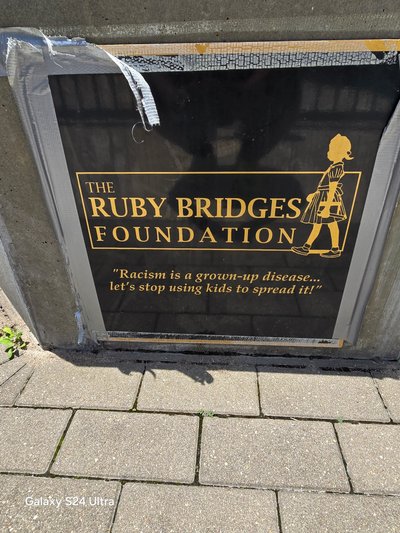 THE
RUBY BRIDGES
FOUNDATION
"Racism is a grown-up disease...
let's stop using kids to spread it!"
Galaxy S24 Ultra